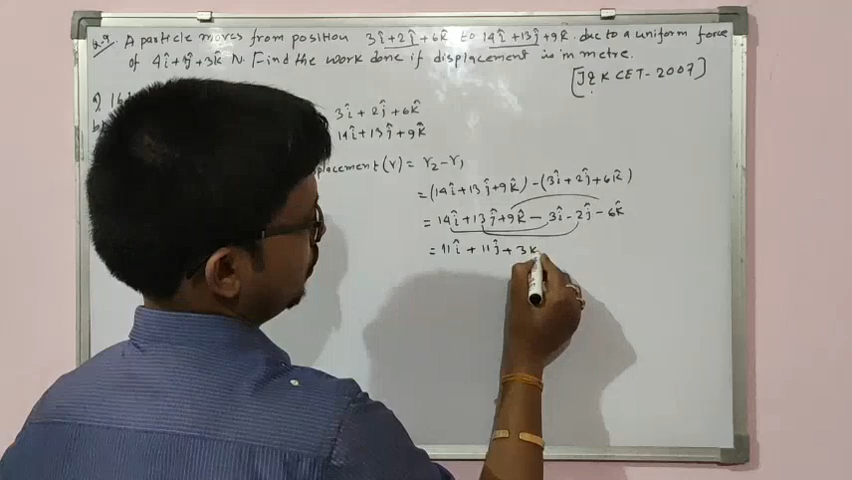 Q-9. A particle moves from position 3î+2ĵ+6k̂ to 14î+13ĵ+9k̂ due to a uniform force
of 4î+ĵ+3k̂ N. Find the work done if displacement is in metre.
[J&K CET-2007]
3î+2ĵ+6k̂
14î+13ĵ+9k̂
placement (r) = r₂-r₁
=(14î+13ĵ+9k̂)-(3î+2ĵ+6k̂)
= 14î+13ĵ+9k̂-3î-2ĵ-6k̂
= 11î+11ĵ+3k